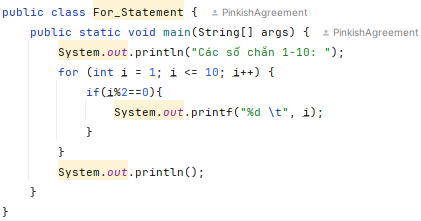 public class For_Statement {  PinkishAgreement
    public static void main(String[] args) {  PinkishAgreement
        System.out.println("Các số chẵn 1-10: ");
        for (int i = 1; i <= 10; i++) {
            if(i%2==0){
                System.out.printf("%d \t", i);
            }
        }
        System.out.println();
    }
}